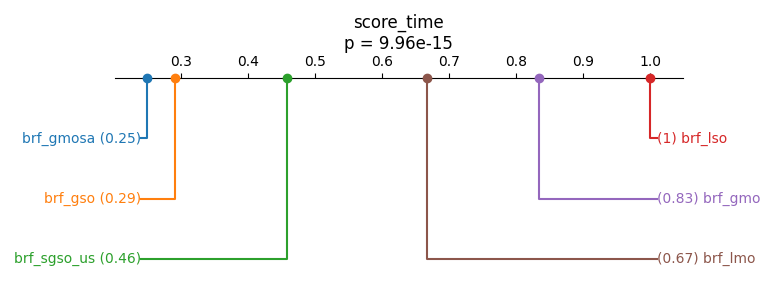 score_time
p = 9.96e-15
0.3 0.4 0.5 0.6 0.7 0.8 0.9 1.0
brf_gmosa (0.25) (1) brf_lso
brf_gso (0.29) (0.83) brf_gmo
brf_sgso_us (0.46) (0.67) brf_lmo